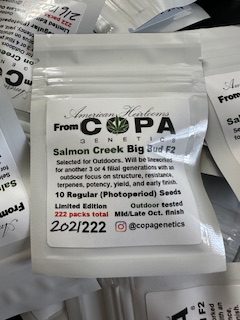 American Heirlooms
From COPA
GENETICS
Salmon Creek Big Bud F2
Selected for Outdoors. Will be lineworked
for another 3 or 4 filial generations with an
outdoor focus on structure, resistance,
terpenes, potency, yield, and early finish.
10 Regular (Photoperiod) Seeds
Limited Edition
222 packs total
202/222
Outdoor tested
Mid/Late Oct. finish
@copagenetics